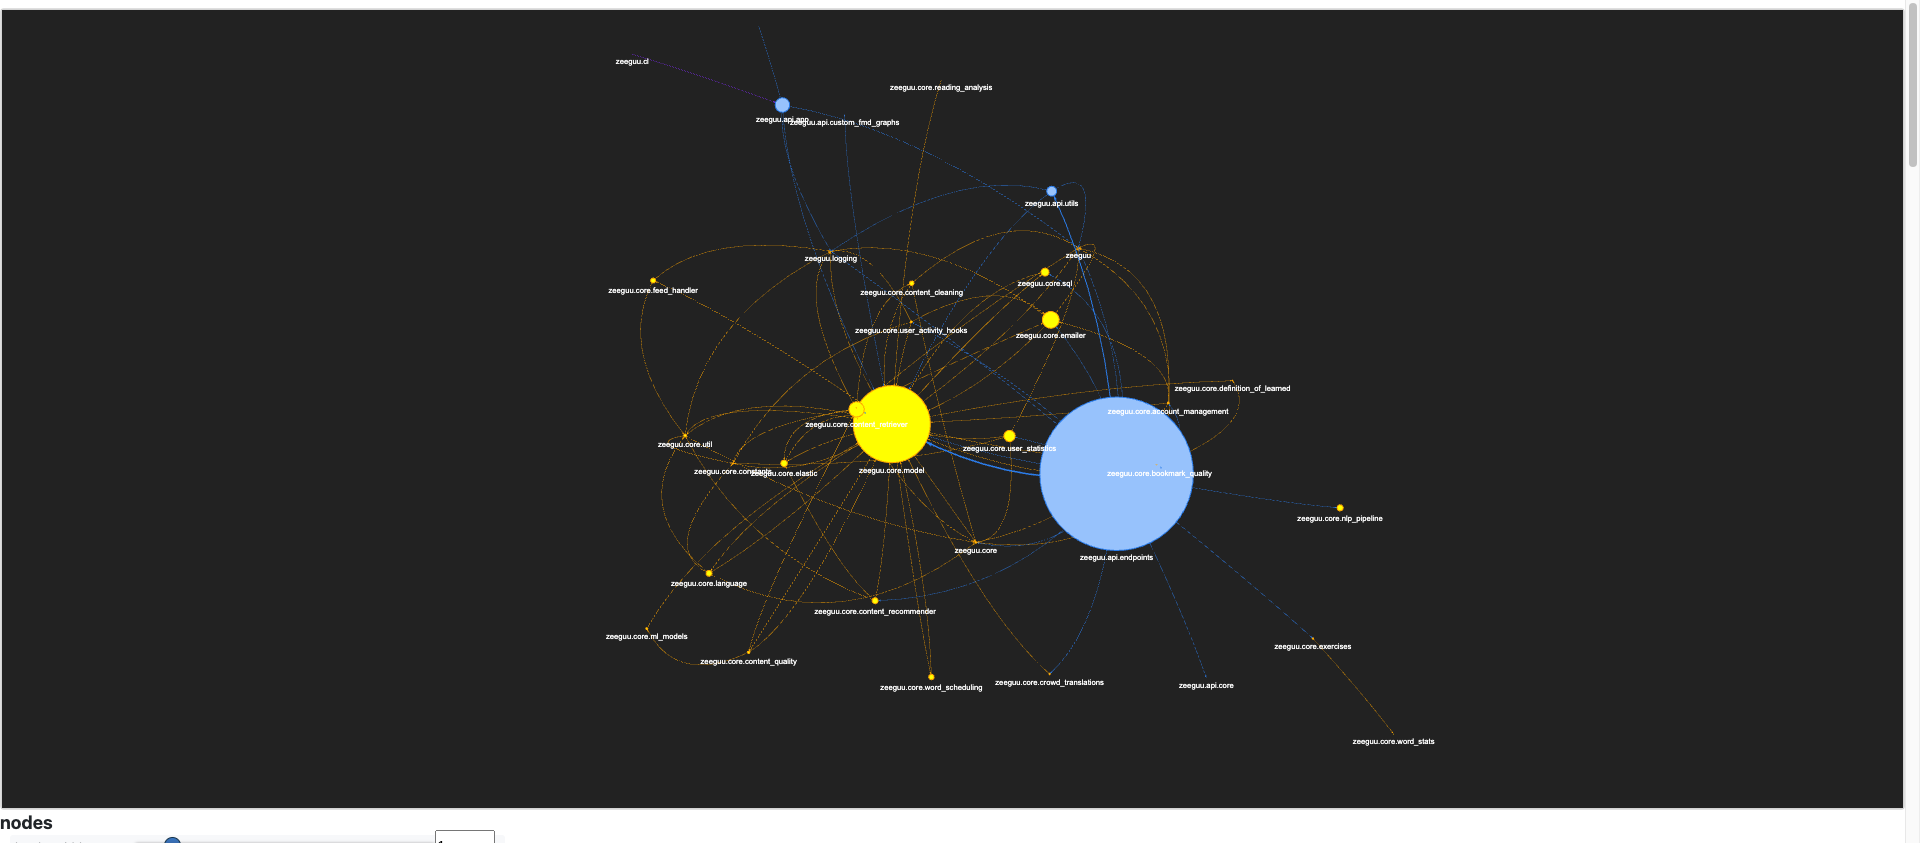 zeeguu.cl
zeeguu.core.reading_analysis
zeeguu.api.app
zeeguu.api.custom_fmd_graphs
zeeguu.api.utils
zeeguu.logging
zeeguu
zeeguu.core.sql
zeeguu.core.feed_handler
zeeguu.core.content_cleaning
zeeguu.core.user_activity_hooks
zeeguu.core.emailer
zeeguu.core.definition_of_learned
zeeguu.core.account_management
zeeguu.core.content_retriever
zeeguu.core.util
zeeguu.core.user_statistics
zeeguu.core.model
zeeguu.core.constants
zeeguu.core.elastic
zeeguu.core.bookmark_quality
zeeguu.core.nlp_pipeline
zeeguu.core
zeeguu.api.endpoints
zeeguu.core.language
zeeguu.core.content_recommender
zeeguu.core.ml_models
zeeguu.core.exercises
zeeguu.core.content_quality
zeeguu.core.word_scheduling
zeeguu.core.crowd_translations
zeeguu.api.core
zeeguu.core.word_stats
nodes